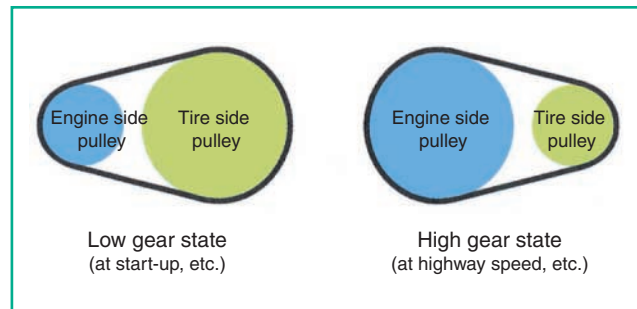 Engine side
pulley
Tire side
pulley
Low gear state
(at start-up, etc.)
Engine side
pulley
Tire side
pulley
High gear state
(at highway speed, etc.)